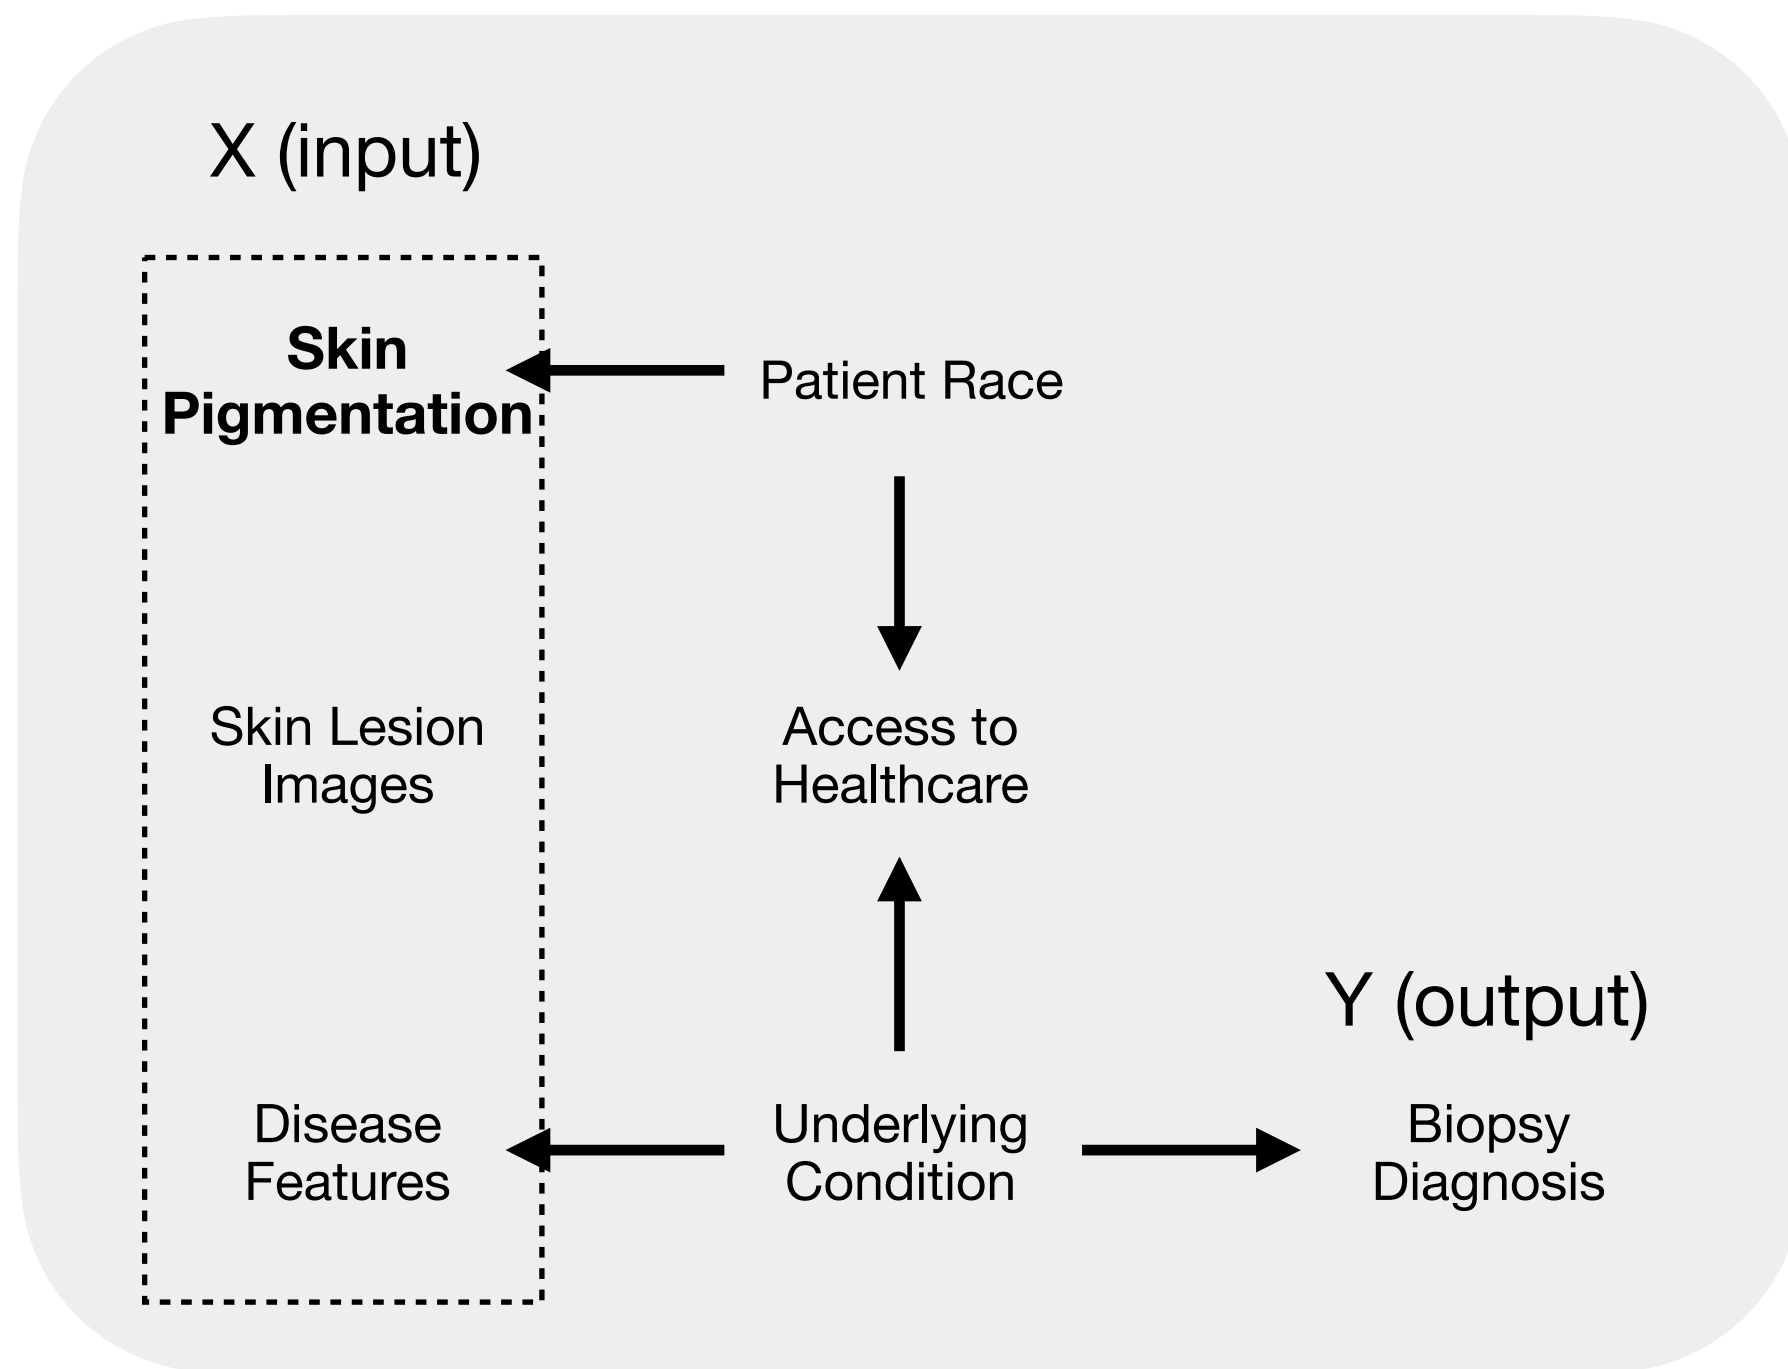 X (input)
Skin
Pigmentation
Patient Race
Skin Lesion
Images
Access to
Healthcare
Y (output)
Disease
Features
Underlying
Condition
Biopsy
Diagnosis